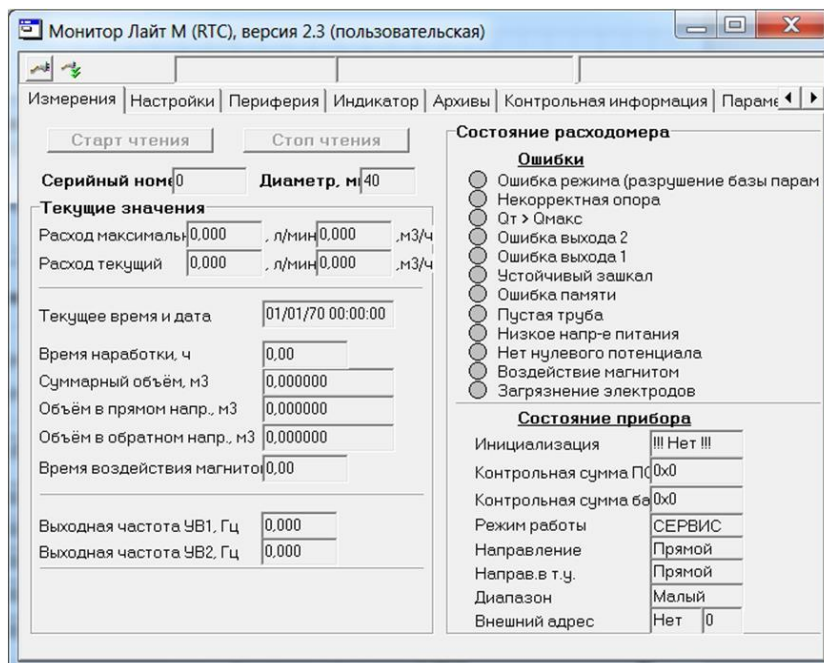 Монитор Лайт М (RTC), версия 2.3 (пользовательская)
Измерения Настройки Периферия Индикатор Архивы Контрольная информация Параме
Старт чтения Стоп чтения
Серийный номе 0 Диаметр, м 40
Текущие значения
Расход максимальн 0,000 , л/мин 0,000 ,м3/ч
Расход текущий 0,000 , л/мин 0,000 ,м3/ч
Текущее время и дата 01/01/70 00:00:00
Время наработки, ч 0,00
Суммарный объём, м3 0,000000
Объём в прямом напр., м3 0,000000
Объём в обратном напр., м3 0,000000
Время воздействия магнито 0,00
Выходная частота УВ1, Гц 0,000
Выходная частота УВ2, Гц 0,000
Состояние расходомера
Ошибки
Ошибка режима (разрушение базы парам
Некорректная опора
Qт > Qмакс
Ошибка выхода 2
Ошибка выхода 1
Устойчивый зашкал
Ошибка памяти
Пустая труба
Низкое напр-е питания
Нет нулевого потенциала
Воздействие магнитом
Загрязнение электродов
Состояние прибора
Инициализация !!! Нет !!!
Контрольная сумма ПО 0x0
Контрольная сумма ба 0x0
Режим работы СЕРВИС
Направление Прямой
Направ.в т.у. Прямой
Диапазон Малый
Внешний адрес Нет 0